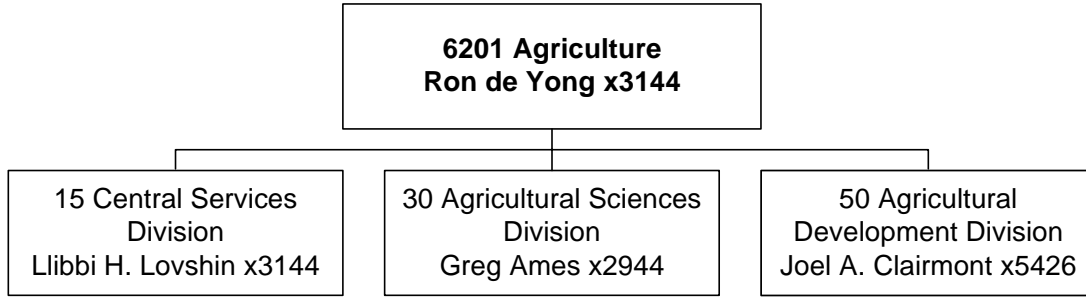 6201 Agriculture
Ron de Yong x3144
15 Central Services
Division
Llibbi H. Lovshin x3144
30 Agricultural Sciences
Division
Greg Ames x2944
50 Agricultural
Development Division
Joel A. Clairmont x5426